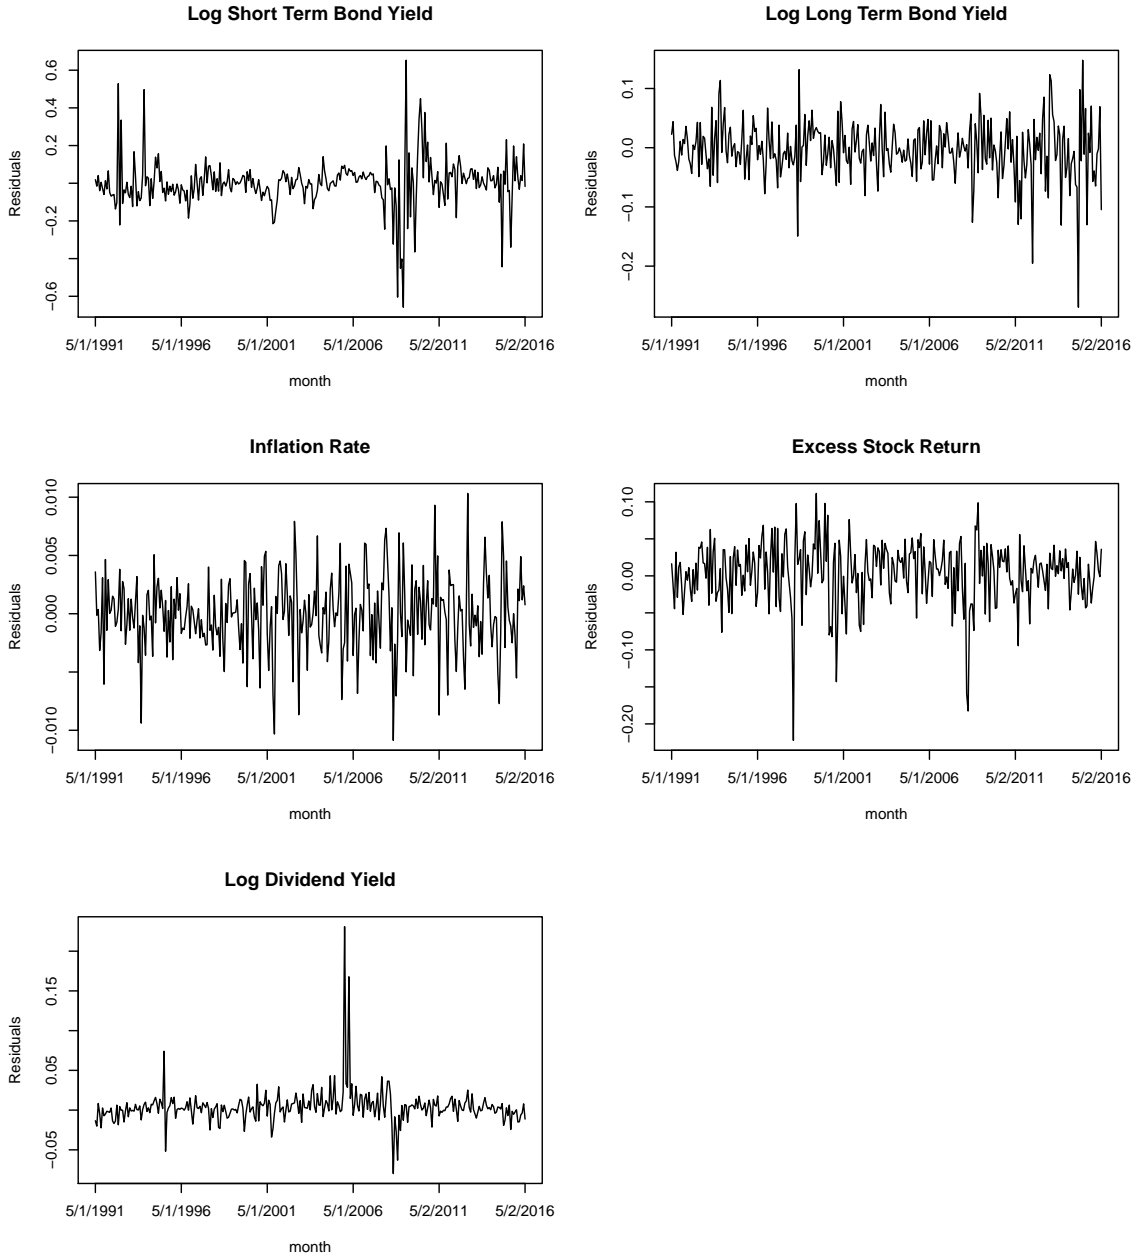 Log Short Term Bond Yield
Residuals
0.6
0.4
0.2
−0.2
−0.6
5/1/1991 5/1/1996 5/1/2001 5/1/2006 5/2/2011 5/2/2016
month
Log Long Term Bond Yield
Residuals
0.1
0.0
−0.1
−0.2
5/1/1991 5/1/1996 5/1/2001 5/1/2006 5/2/2011 5/2/2016
month
Inflation Rate
Residuals
0.010
0.005
0.000
−0.010
5/1/1991 5/1/1996 5/1/2001 5/1/2006 5/2/2011 5/2/2016
month
Excess Stock Return
Residuals
0.10
0.00
−0.10
−0.20
5/1/1991 5/1/1996 5/1/2001 5/1/2006 5/2/2011 5/2/2016
month
Log Dividend Yield
Residuals
0.15
0.05
−0.05
5/1/1991 5/1/1996 5/1/2001 5/1/2006 5/2/2011 5/2/2016
month